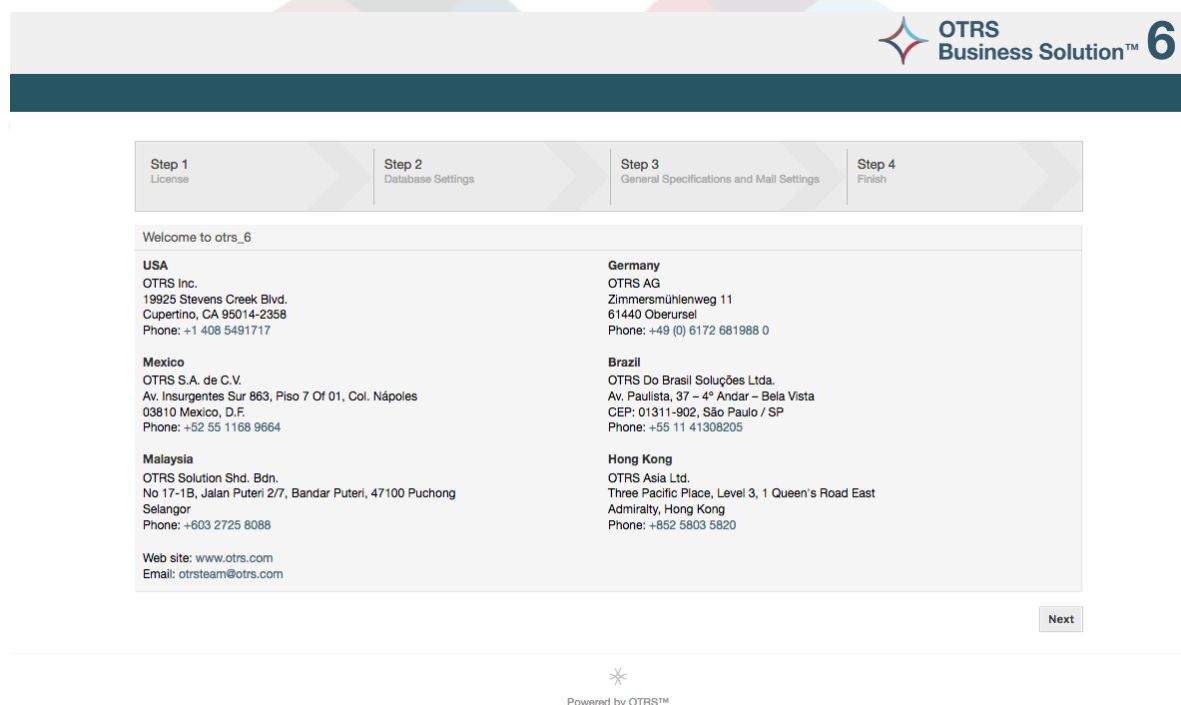 OTRS
Business Solution™ 6
Step 1
License
Step 2
Database Settings
Step 3
General Specifications and Mail Settings
Step 4
Finish
Welcome to otrs_6
USA
OTRS Inc.
19925 Stevens Creek Blvd.
Cupertino, CA 95014-2358
Phone: +1 408 5491717
Germany
OTRS AG
Zimmersmühlenweg 11
61440 Oberursel
Phone: +49 (0) 6172 681988 0
Mexico
OTRS S.A. de C.V.
Av. Insurgentes Sur 863, Piso 7 Of 01, Col. Nápoles
03810 Mexico, D.F.
Phone: +52 55 1168 9664
Brazil
OTRS Do Brasil Soluções Ltda.
Av. Paulista, 37 – 4º Andar – Bela Vista
CEP: 01311-902, São Paulo / SP
Phone: +55 11 41308205
Malaysia
OTRS Solution Shd. Bdn.
No 17-1B, Jalan Puteri 2/7, Bandar Puteri, 47100 Puchong
Selangor
Phone: +603 2725 8088
Hong Kong
OTRS Asia Ltd.
Three Pacific Place, Level 3, 1 Queen's Road East
Admiralty, Hong Kong
Phone: +852 5803 5820
Web site: www.otrs.com
Email: otrsteam@otrs.com
Next
Powered by OTRS™